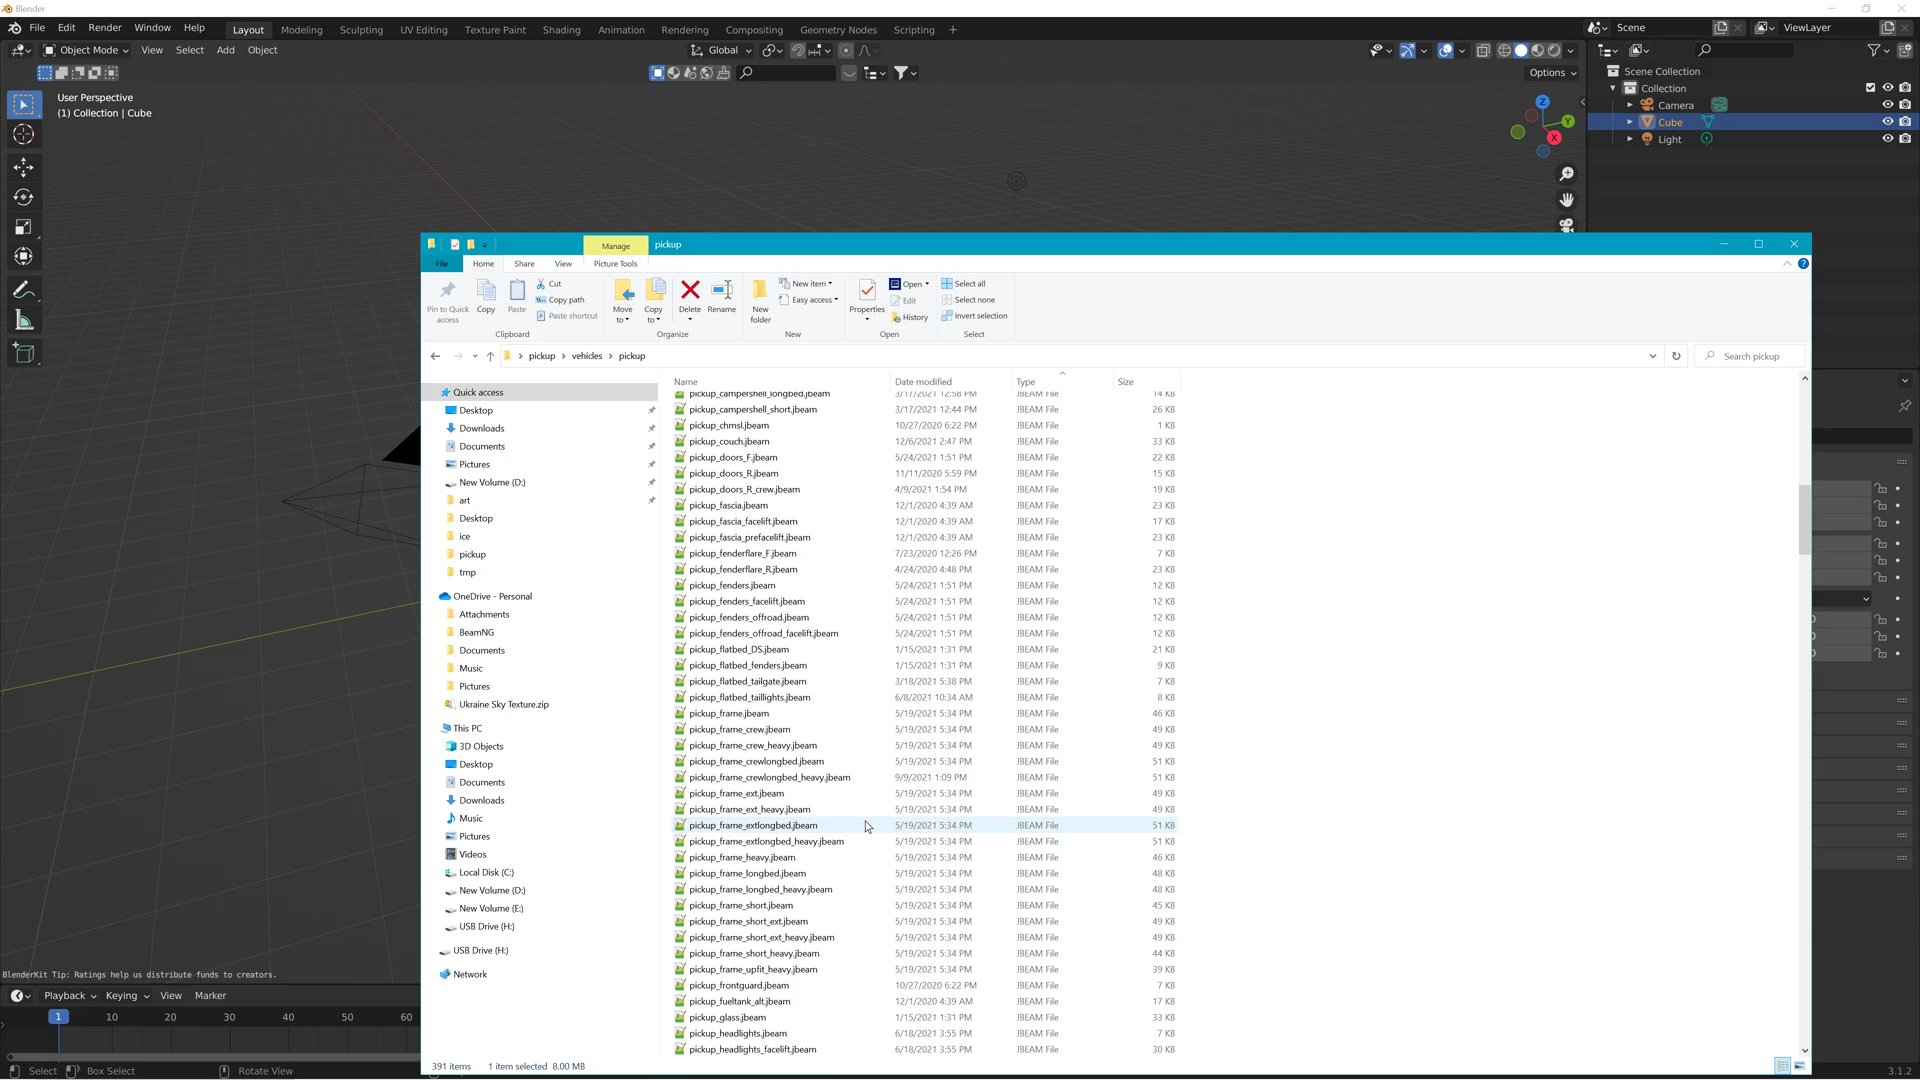 Blender
File Edit Render Window Help Layout Modeling Sculpting UV Editing Texture Paint Shading Animation Rendering Compositing Geometry Nodes Scripting + Scene ViewLayer
Object Mode View Select Add Object Global
Options
User Perspective
(1) Collection | Cube
Scene Collection
Collection
Camera
Cube
Light
Z
Y
X
Manage pickup
File Home Share View Picture Tools
Pin to Quick access
Copy
Paste
Cut
Copy path
Paste shortcut
Clipboard
Move to
Copy to
Delete
Rename
Organize
New folder
New item
Easy access
New
Properties
Open
Edit
History
Open
Select all
Select none
Invert selection
Select
pickup > vehicles > pickup
Search pickup
Quick access
Desktop
Downloads
Documents
Pictures
New Volume (D:)
art
Desktop
ice
pickup
tmp
OneDrive - Personal
Attachments
BeamNG
Documents
Music
Pictures
Ukraine Sky Texture.zip
This PC
3D Objects
Desktop
Documents
Downloads
Music
Pictures
Videos
Local Disk (C:)
New Volume (D:)
New Volume (E:)
USB Drive (H:)
USB Drive (H:)
Network
Name Date modified Type Size
pickup_campershell_longbed.jbeam 3/17/2021 12:58 PM JBEAM File 14 KB
pickup_campershell_short.jbeam 3/17/2021 12:44 PM JBEAM File 26 KB
pickup_chmsl.jbeam 10/27/2020 6:22 PM JBEAM File 1 KB
pickup_couch.jbeam 12/6/2021 2:47 PM JBEAM File 33 KB
pickup_doors_F.jbeam 5/24/2021 1:51 PM JBEAM File 22 KB
pickup_doors_R.jbeam 11/11/2020 5:59 PM JBEAM File 15 KB
pickup_doors_R_crew.jbeam 4/9/2021 1:54 PM JBEAM File 19 KB
pickup_fascia.jbeam 12/1/2020 4:39 AM JBEAM File 23 KB
pickup_fascia_facelift.jbeam 12/1/2020 4:39 AM JBEAM File 17 KB
pickup_fascia_prefacelift.jbeam 12/1/2020 4:39 AM JBEAM File 23 KB
pickup_fenderflare_F.jbeam 7/23/2020 12:26 PM JBEAM File 7 KB
pickup_fenderflare_R.jbeam 4/24/2020 4:48 PM JBEAM File 23 KB
pickup_fenders.jbeam 5/24/2021 1:51 PM JBEAM File 12 KB
pickup_fenders_facelift.jbeam 5/24/2021 1:51 PM JBEAM File 12 KB
pickup_fenders_offroad.jbeam 5/24/2021 1:51 PM JBEAM File 12 KB
pickup_fenders_offroad_facelift.jbeam 5/24/2021 1:51 PM JBEAM File 12 KB
pickup_flatbed_DS.jbeam 1/15/2021 1:31 PM JBEAM File 21 KB
pickup_flatbed_fenders.jbeam 1/15/2021 1:31 PM JBEAM File 9 KB
pickup_flatbed_tailgate.jbeam 3/18/2021 5:38 PM JBEAM File 7 KB
pickup_flatbed_taillights.jbeam 6/8/2021 10:34 AM JBEAM File 8 KB
pickup_frame.jbeam 5/19/2021 5:34 PM JBEAM File 46 KB
pickup_frame_crew.jbeam 5/19/2021 5:34 PM JBEAM File 49 KB
pickup_frame_crew_heavy.jbeam 5/19/2021 5:34 PM JBEAM File 49 KB
pickup_frame_crewlongbed.jbeam 5/19/2021 5:34 PM JBEAM File 51 KB
pickup_frame_crewlongbed_heavy.jbeam 9/9/2021 1:09 PM JBEAM File 51 KB
pickup_frame_ext.jbeam 5/19/2021 5:34 PM JBEAM File 49 KB
pickup_frame_ext_heavy.jbeam 5/19/2021 5:34 PM JBEAM File 49 KB
pickup_frame_extlongbed.jbeam 5/19/2021 5:34 PM JBEAM File 51 KB
pickup_frame_extlongbed_heavy.jbeam 5/19/2021 5:34 PM JBEAM File 51 KB
pickup_frame_heavy.jbeam 5/19/2021 5:34 PM JBEAM File 46 KB
pickup_frame_longbed.jbeam 5/19/2021 5:34 PM JBEAM File 48 KB
pickup_frame_longbed_heavy.jbeam 5/19/2021 5:34 PM JBEAM File 48 KB
pickup_frame_short.jbeam 5/19/2021 5:34 PM JBEAM File 45 KB
pickup_frame_short_ext.jbeam 5/19/2021 5:34 PM JBEAM File 49 KB
pickup_frame_short_ext_heavy.jbeam 5/19/2021 5:34 PM JBEAM File 49 KB
pickup_frame_short_heavy.jbeam 5/19/2021 5:34 PM JBEAM File 44 KB
pickup_frame_upfit_heavy.jbeam 5/19/2021 5:34 PM JBEAM File 39 KB
pickup_frontguard.jbeam 10/27/2020 6:22 PM JBEAM File 7 KB
pickup_fueltank_alt.jbeam 12/1/2020 4:39 AM JBEAM File 17 KB
pickup_glass.jbeam 1/15/2021 1:31 PM JBEAM File 33 KB
pickup_headlights.jbeam 6/18/2021 3:55 PM JBEAM File 7 KB
pickup_headlights_facelift.jbeam 6/18/2021 3:55 PM JBEAM File 30 KB
391 items 1 item selected 8.00 MB
BlenderKit Tip: Ratings help us distribute funds to creators.
Playback Keying View Marker
1 10 20 30 40 50 60
Select Box Select Rotate View 3.1.2